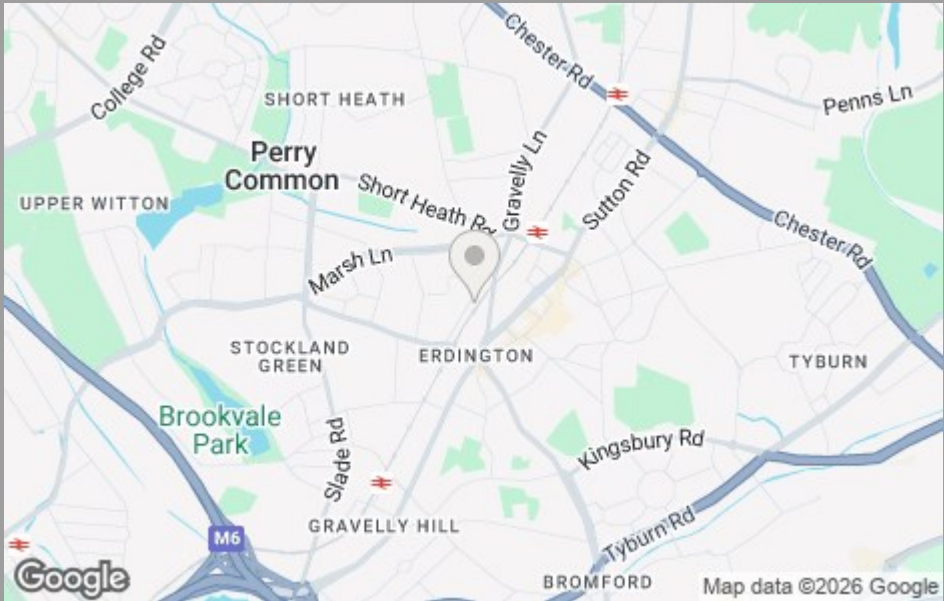 Chester Rd
College Rd
SHORT HEATH
Penns Ln
Perry
Common
Gravelly Ln
Short Heath Rd
Sutton Rd
UPPER WITTON
Chester Rd
Marsh Ln
STOCKLAND
GREEN
ERDINGTON
TYBURN
Brookvale
Park
Slade Rd
Kingsbury Rd
GRAVELLY HILL
M6
Tyburn Rd
BROMFORD
Google
Map data ©2026 Google